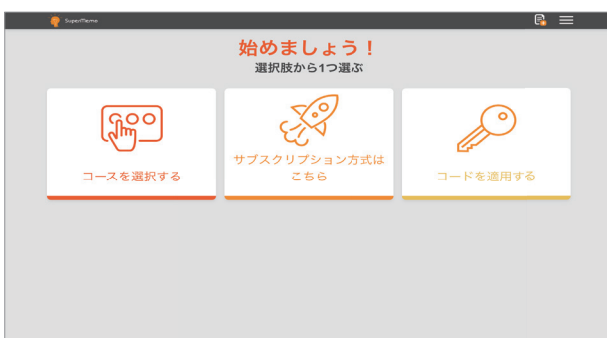 SuperMemo
始めましょう！
選択肢から1つ選ぶ
コースを選択する
サブスクリプション方式は
こちら
コードを適用する